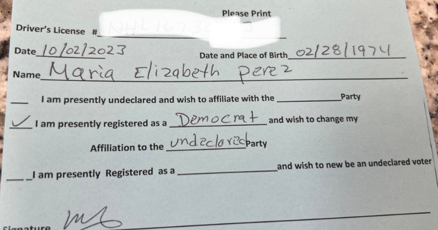 Please Print
Driver's License #
Date 10/02/2023 Date and Place of Birth 02/28/1974
Name Maria Elizabeth perez
I am presently undeclared and wish to affiliate with the Party
✓ I am presently registered as a Democrat and wish to change my
Affiliation to the undeclored Party
I am presently Registered as a and wish to new be an undeclared voter
Signature